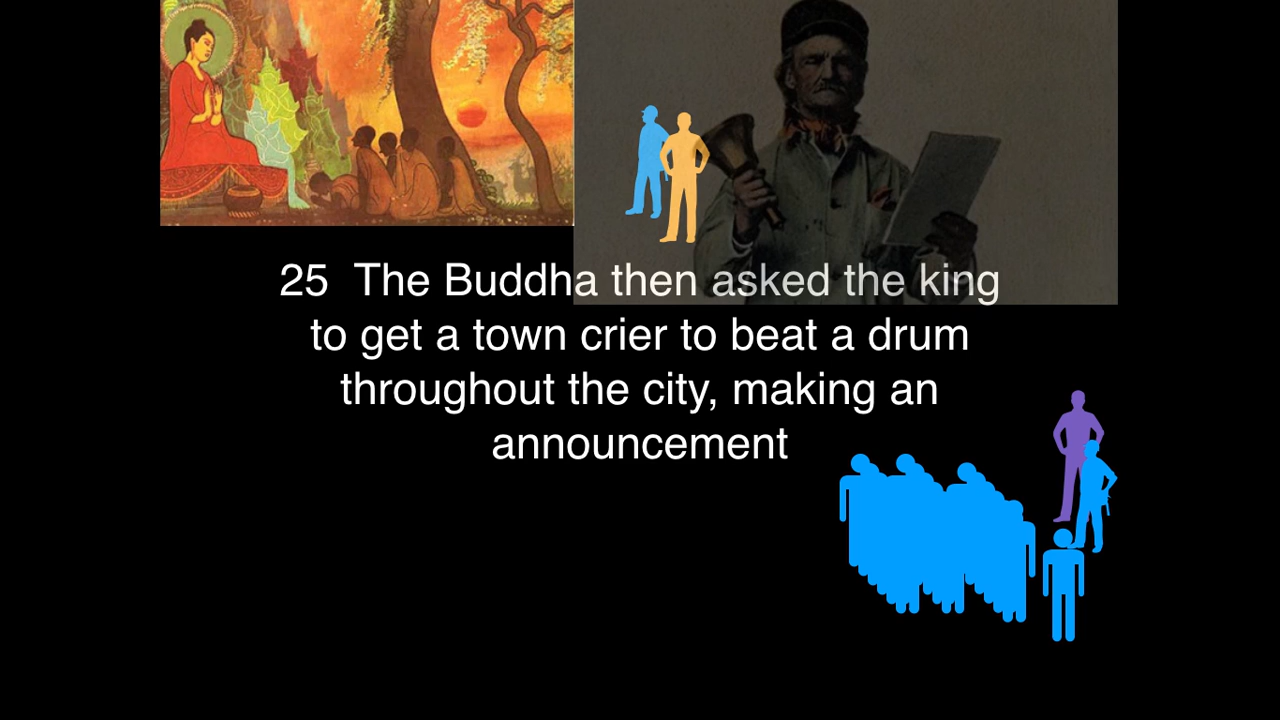 25  The Buddha then asked the king
to get a town crier to beat a drum
throughout the city, making an
announcement